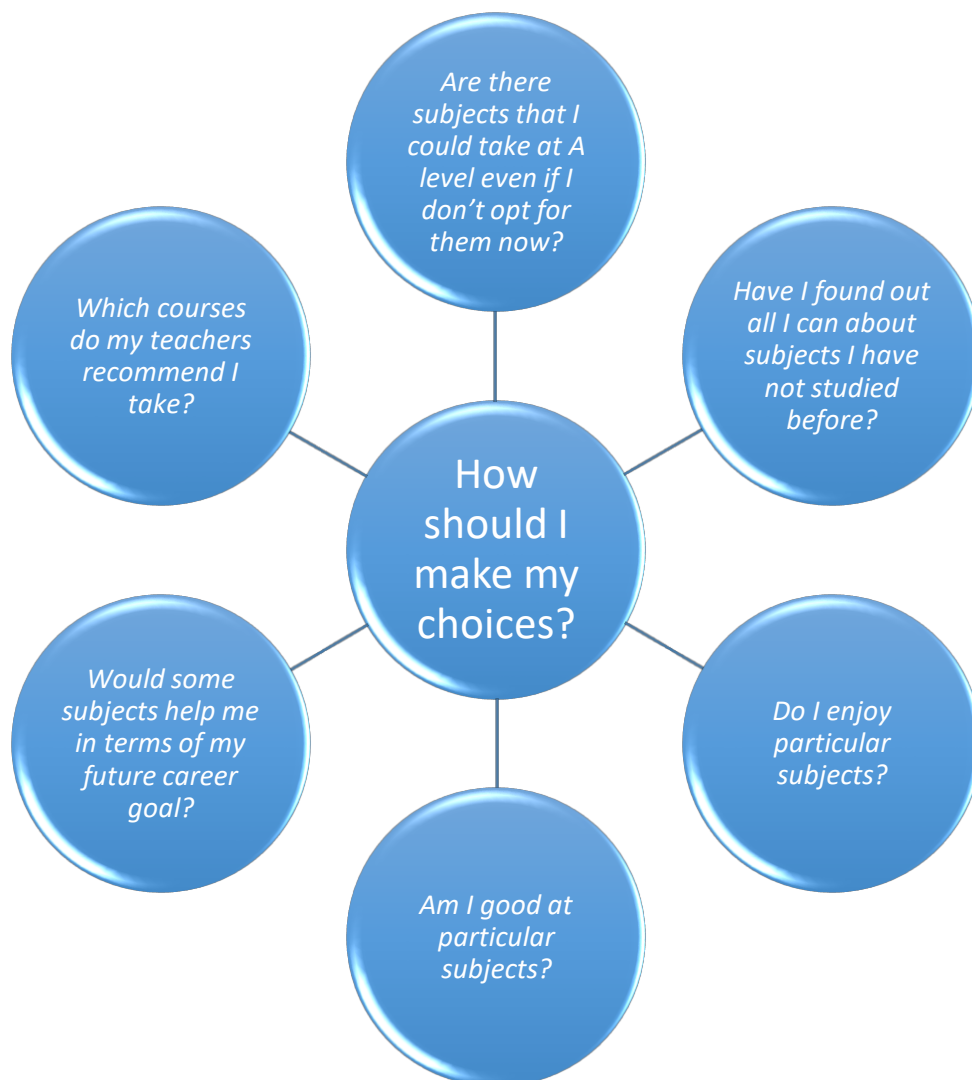 Are there
subjects that I
could take at A
level even if I
don’t opt for
them now?
Have I found out
all I can about
subjects I have
not studied
before?
Do I enjoy
particular
subjects?
Am I good at
particular
subjects?
Would some
subjects help me
in terms of my
future career
goal?
Which courses
do my teachers
recommend I
take?
How
should I
make my
choices?